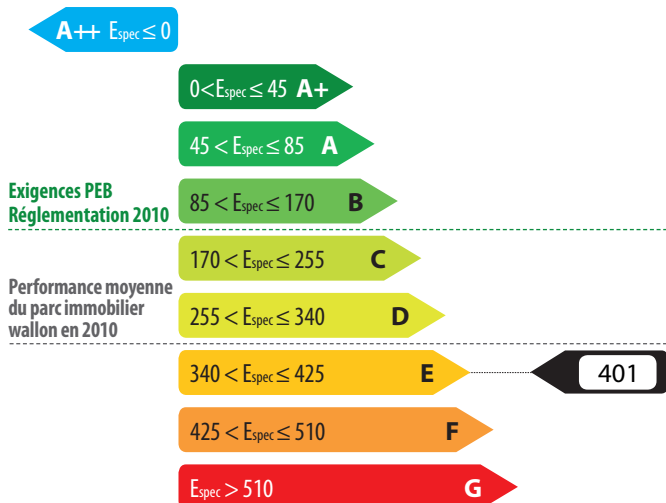 A++ Espec ≤ 0
0 < Espec ≤ 45 A+
45 < Espec ≤ 85 A
Exigences PEB
Réglementation 2010
85 < Espec ≤ 170 B
170 < Espec ≤ 255 C
Performance moyenne
du parc immobilier
wallon en 2010
255 < Espec ≤ 340 D
340 < Espec ≤ 425 E
401
425 < Espec ≤ 510 F
Espec > 510 G